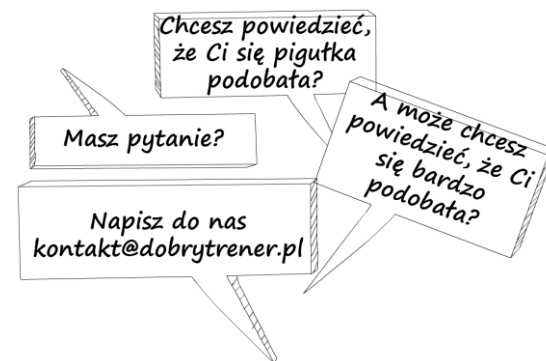 Chcesz powiedzieć,
że Ci się pigułka
podobała?
A może chcesz
powiedzieć, że Ci
się bardzo
podobała?
Masz pytanie?
Napisz do nas
kontakt@dobrytrener.pl